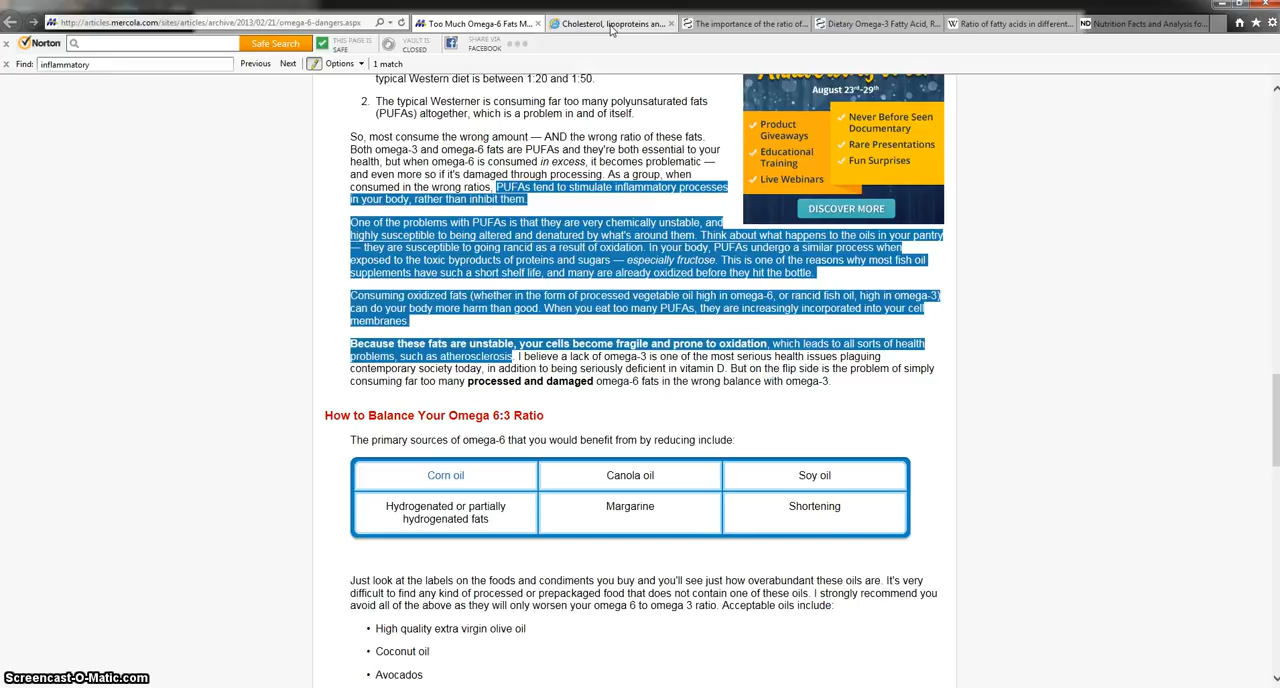 http://articles.mercola.com/sites/articles/archive/2013/02/21/omega-6-dangers.aspx
Too Much Omega-6 Fats M...
Cholesterol, lipoproteins an...
The importance of the ratio of...
Dietary Omega-3 Fatty Acid, R...
Ratio of fatty acids in different...
ND Nutrition Facts and Analysis fo...
Norton
Safe Search
THIS PAGE IS
SAFE
VAULT IS
CLOSED
SHARE VIA
FACEBOOK
Find: inflammatory
Previous Next Options 1 match
typical Western diet is between 1:20 and 1:50.
2. The typical Westerner is consuming far too many polyunsaturated fats
(PUFAs) altogether, which is a problem in and of itself.
So, most consume the wrong amount — AND the wrong ratio of these fats.
Both omega-3 and omega-6 fats are PUFAs and they're both essential to your
health, but when omega-6 is consumed in excess, it becomes problematic —
and even more so if it's damaged through processing. As a group, when
consumed in the wrong ratios, PUFAs tend to stimulate inflammatory processes
in your body, rather than inhibit them.
One of the problems with PUFAs is that they are very chemically unstable, and
highly susceptible to being altered and denatured by what's around them. Think about what happens to the oils in your pantry
— they are susceptible to going rancid as a result of oxidation. In your body, PUFAs undergo a similar process when
exposed to the toxic byproducts of proteins and sugars — especially fructose. This is one of the reasons why most fish oil
supplements have such a short shelf life, and many are already oxidized before they hit the bottle.
Consuming oxidized fats (whether in the form of processed vegetable oil high in omega-6, or rancid fish oil, high in omega-3)
can do your body more harm than good. When you eat too many PUFAs, they are increasingly incorporated into your cell
membranes.
Because these fats are unstable, your cells become fragile and prone to oxidation, which leads to all sorts of health
problems, such as atherosclerosis. I believe a lack of omega-3 is one of the most serious health issues plaguing
contemporary society today, in addition to being seriously deficient in vitamin D. But on the flip side is the problem of simply
consuming far too many processed and damaged omega-6 fats in the wrong balance with omega-3.
August 23rd-29th
Product
Giveaways
Educational
Training
Live Webinars
Never Before Seen
Documentary
Rare Presentations
Fun Surprises
DISCOVER MORE
How to Balance Your Omega 6:3 Ratio
The primary sources of omega-6 that you would benefit from by reducing include:
Corn oil Canola oil Soy oil
Hydrogenated or partially
hydrogenated fats
Margarine Shortening
Just look at the labels on the foods and condiments you buy and you'll see just how overabundant these oils are. It's very
difficult to find any kind of processed or prepackaged food that does not contain one of these oils. I strongly recommend you
avoid all of the above as they will only worsen your omega 6 to omega 3 ratio. Acceptable oils include:
• High quality extra virgin olive oil
• Coconut oil
• Avocados
Screencast-O-Matic.com